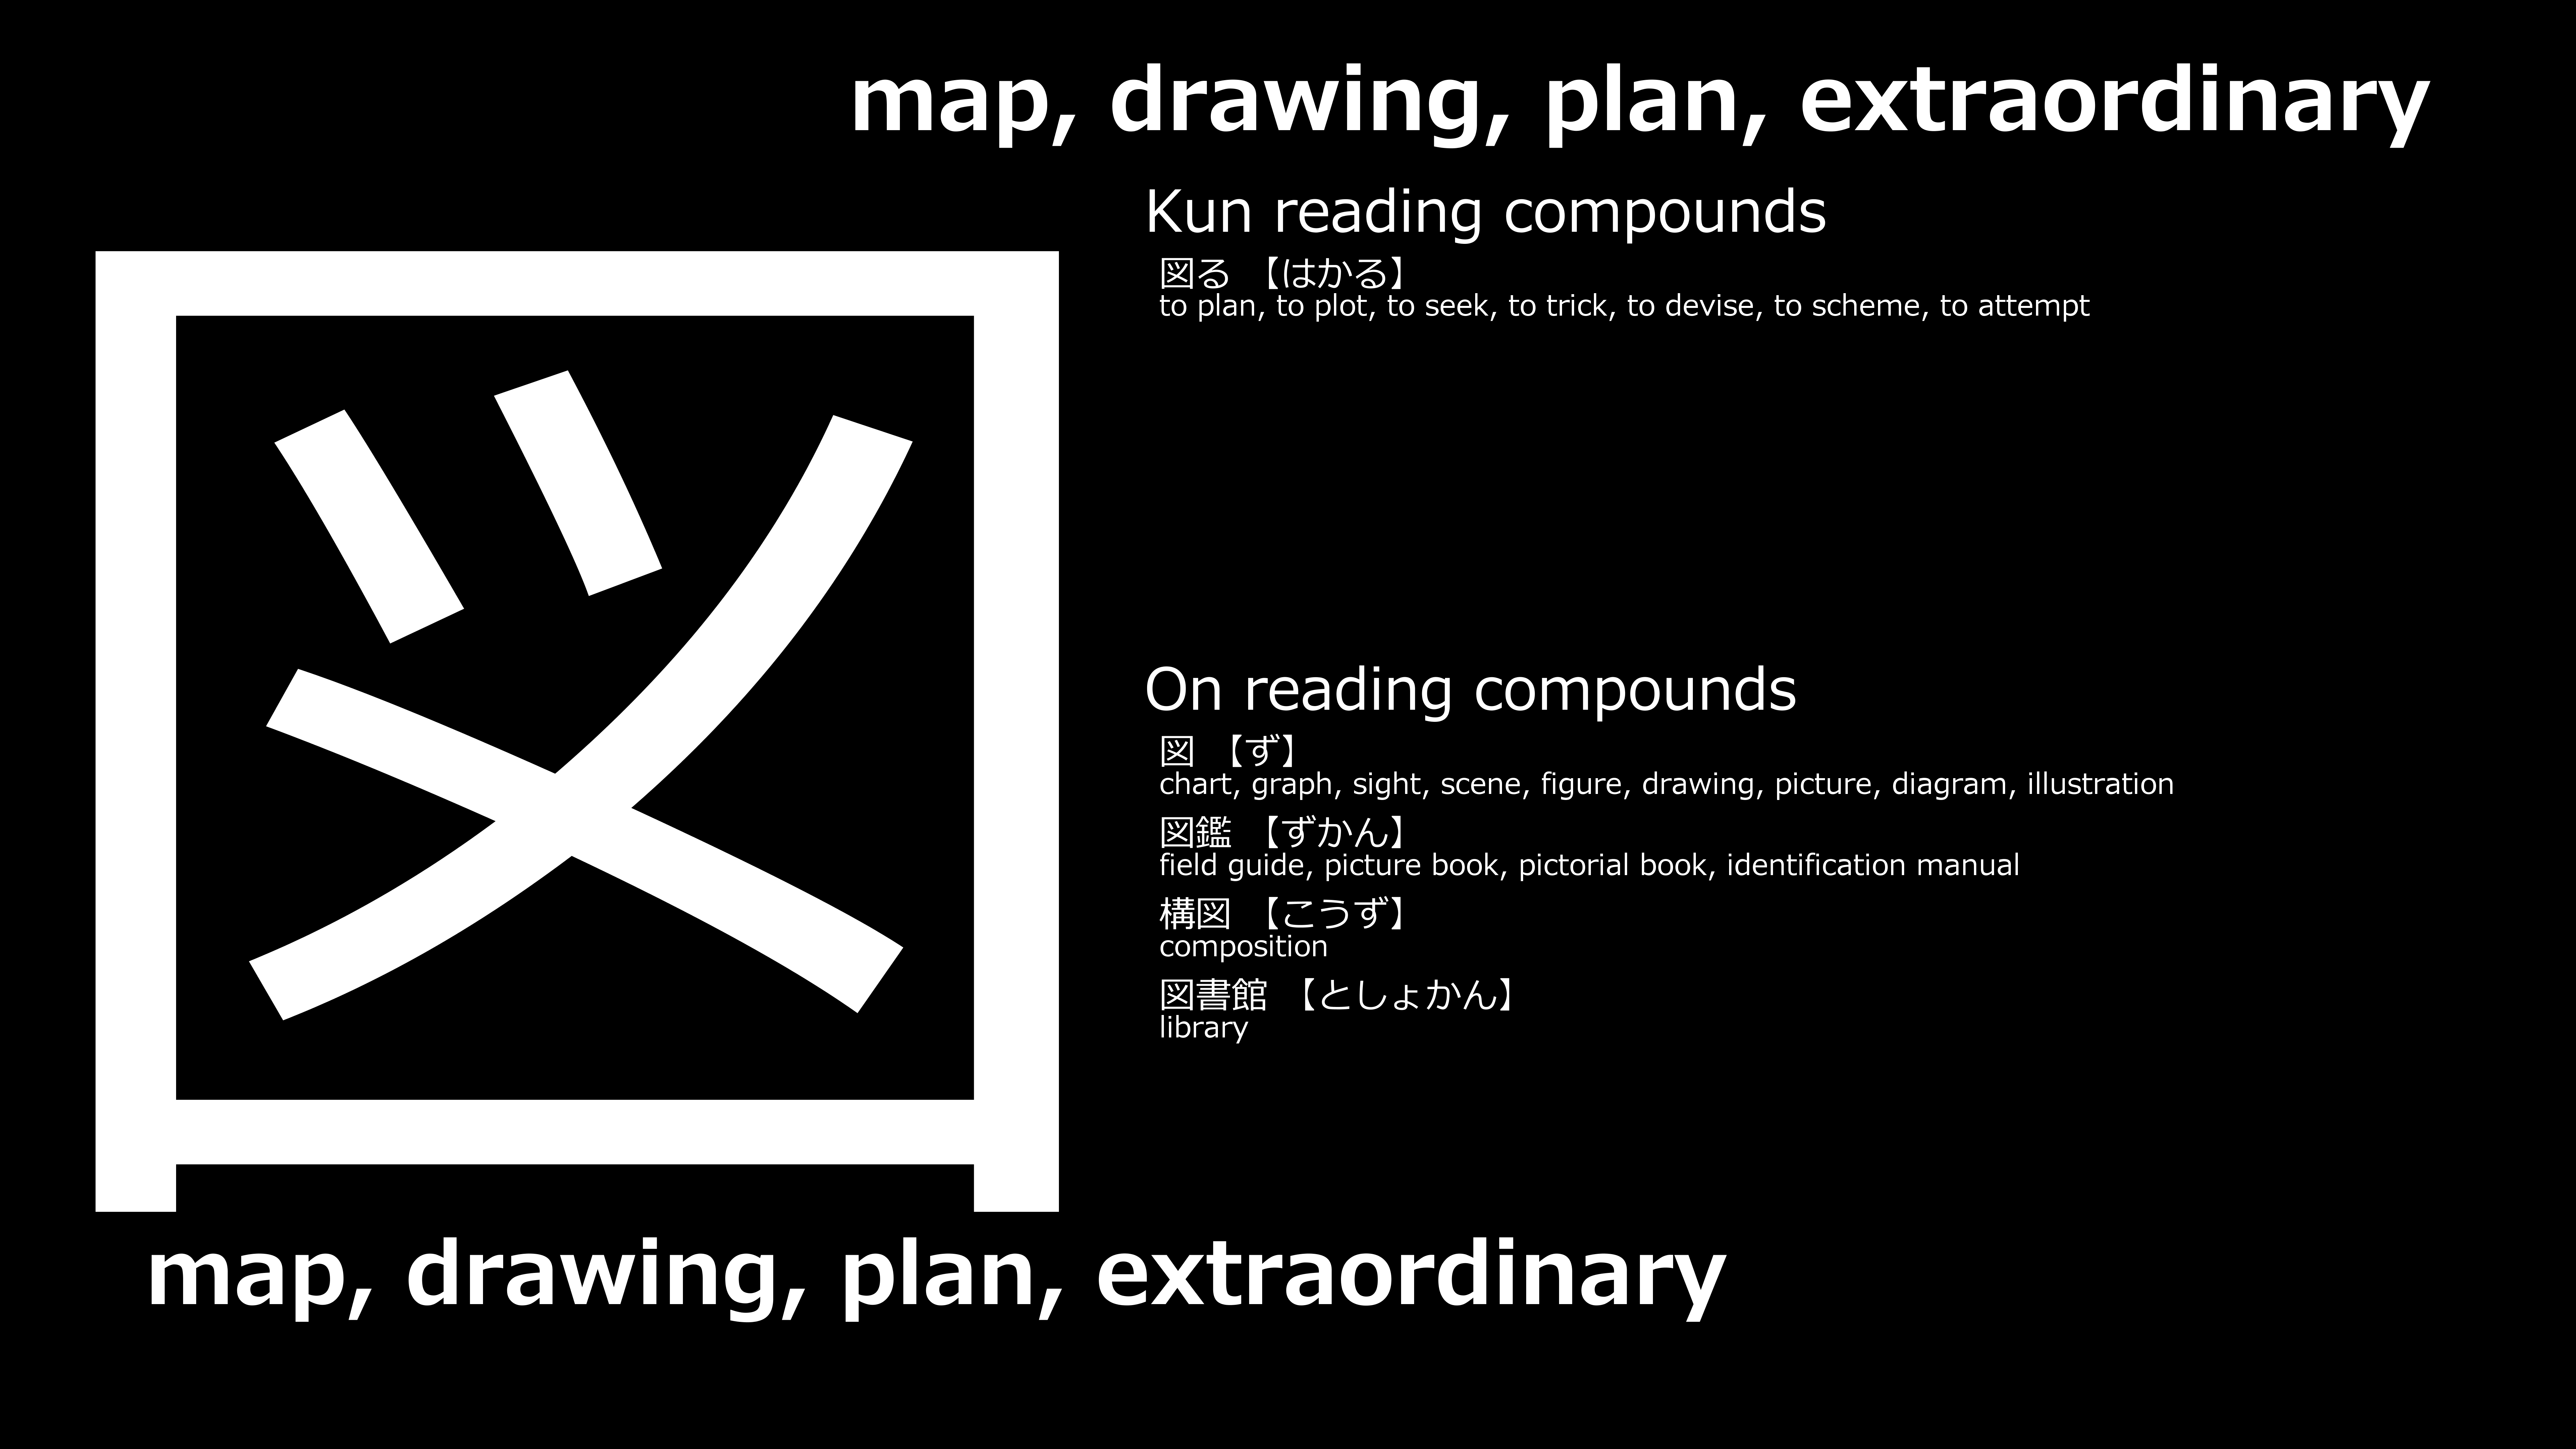 map, drawing, plan, extraordinary
図
Kun reading compounds
図る 【はかる】
to plan, to plot, to seek, to trick, to devise, to scheme, to attempt
On reading compounds
図 【ず】
chart, graph, sight, scene, figure, drawing, picture, diagram, illustration
図鑑 【ずかん】
field guide, picture book, pictorial book, identification manual
構図 【こうず】
composition
図書館 【としょかん】
library
map, drawing, plan, extraordinary